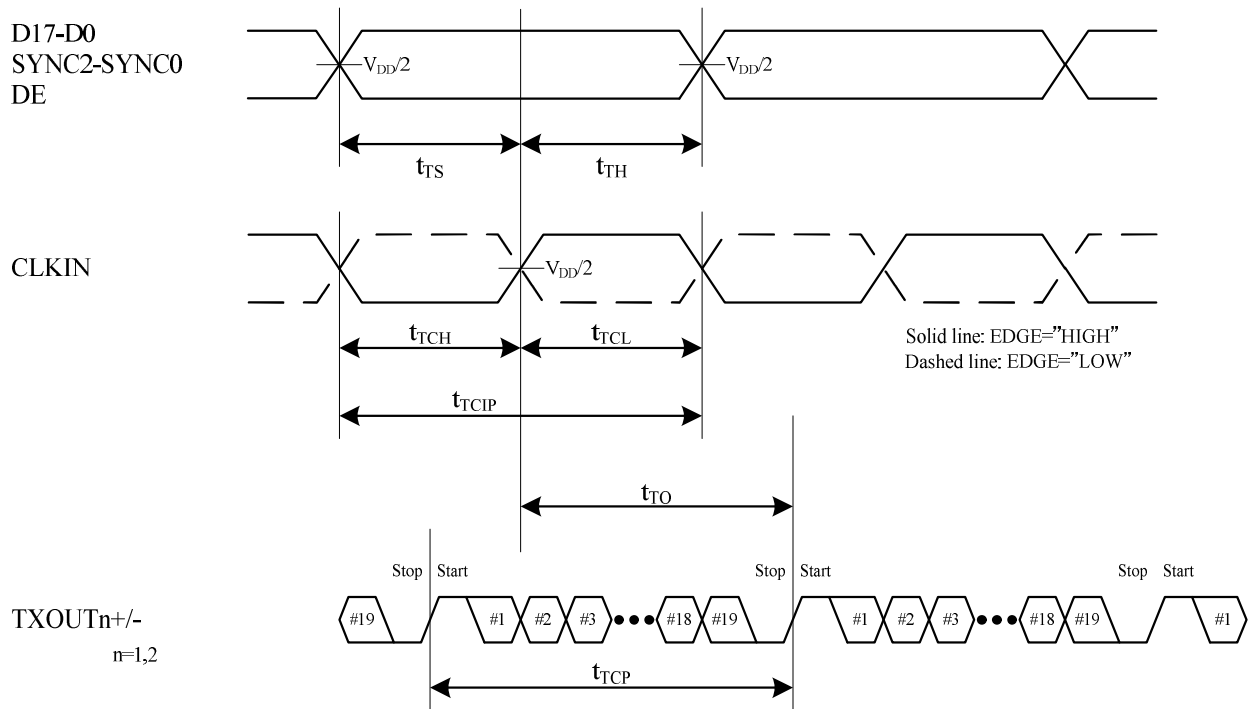 D17-D0
SYNC2-SYNC0
DE
VDD/2
VDD/2
tTS
tTH
CLKIN
VDD/2
tTCH
tTCL
Solid line: EDGE="HIGH"
Dashed line: EDGE="LOW"
tTCIP
tTO
Stop Start Stop Start Stop Start
TXOUTn+/-
#19 #1 #2 #3 #18 #19 #1 #2 #3 #18 #19 #1
n=1,2
tTCP